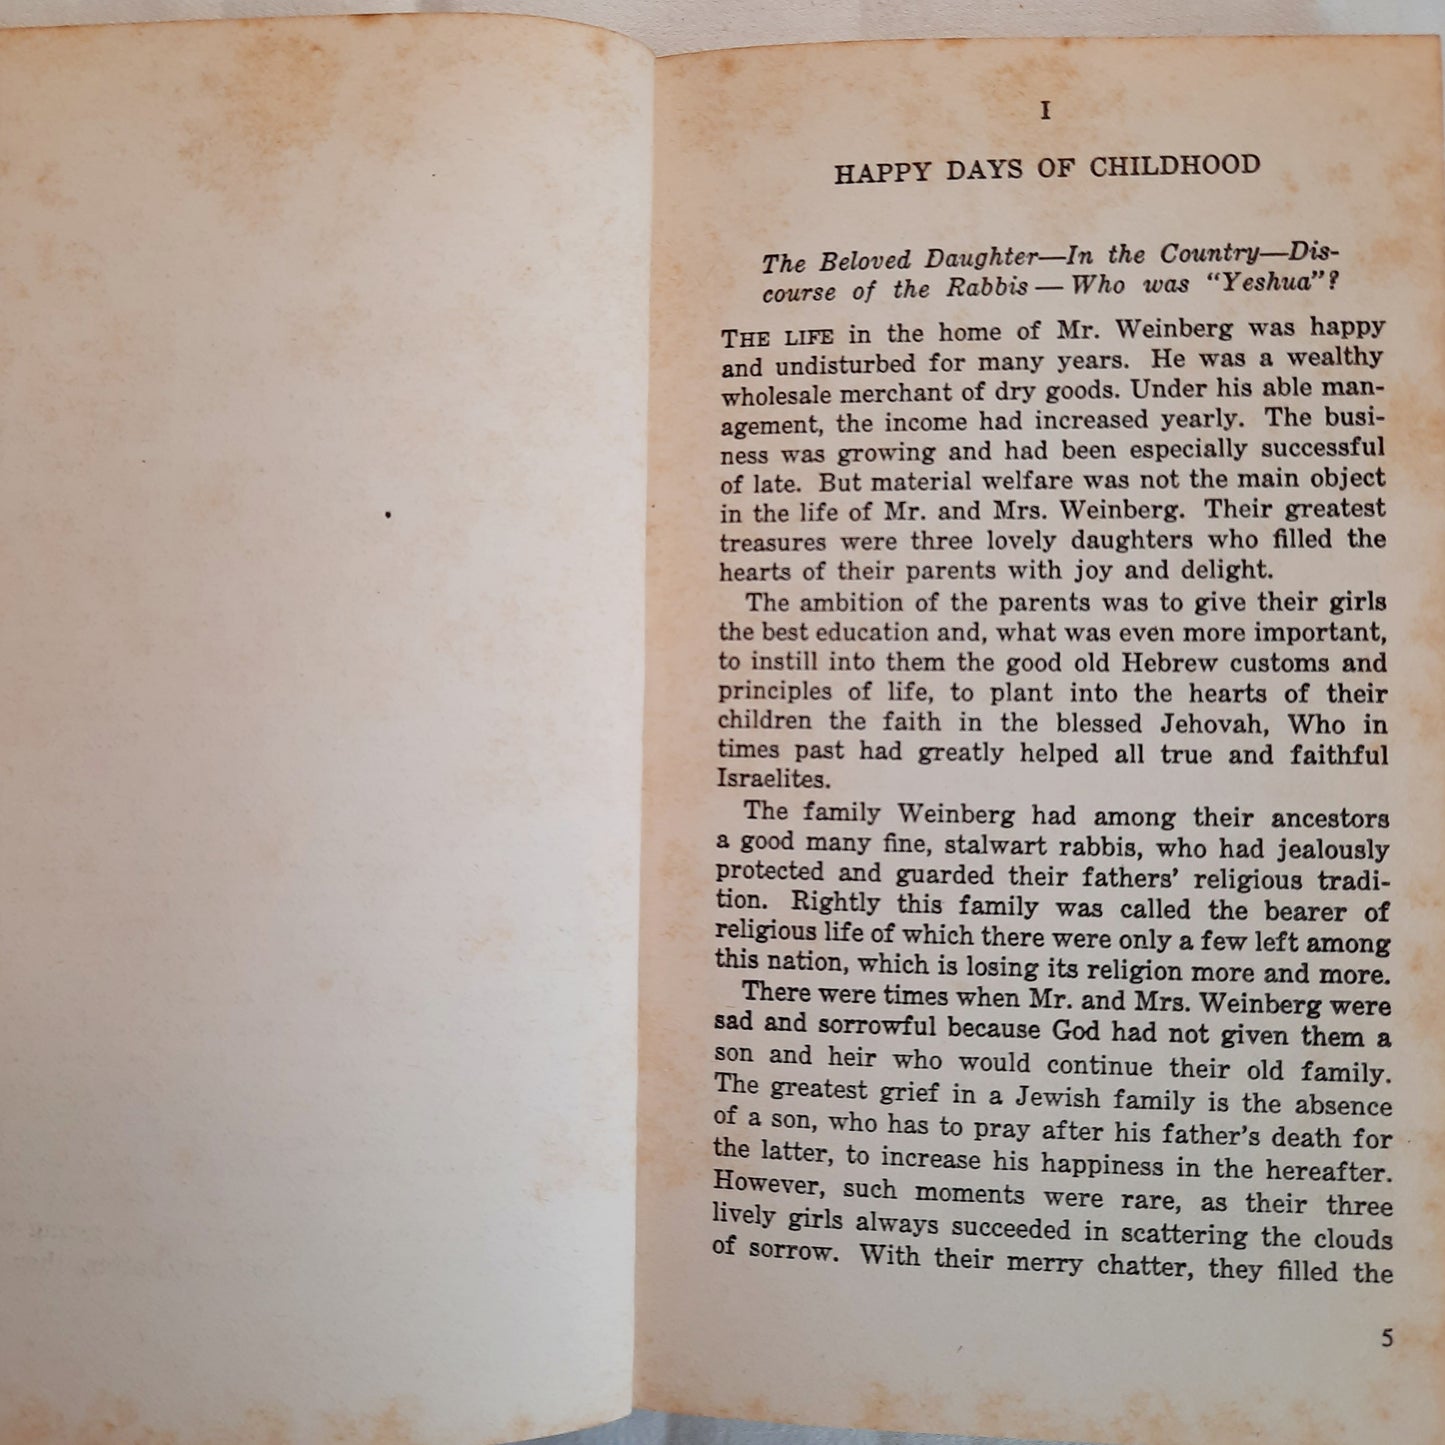 I
HAPPY DAYS OF CHILDHOOD
The Beloved Daughter—In the Country—Dis-
course of the Rabbis — Who was “Yeshua”?
THE LIFE in the home of Mr. Weinberg was happy
and undisturbed for many years. He was a wealthy
wholesale merchant of dry goods. Under his able man-
agement, the income had increased yearly. The busi-
ness was growing and had been especially successful
of late. But material welfare was not the main object
in the life of Mr. and Mrs. Weinberg. Their greatest
treasures were three lovely daughters who filled the
hearts of their parents with joy and delight.
The ambition of the parents was to give their girls
the best education and, what was even more important,
to instill into them the good old Hebrew customs and
principles of life, to plant into the hearts of their
children the faith in the blessed Jehovah, Who in
times past had greatly helped all true and faithful
Israelites.
The family Weinberg had among their ancestors
a good many fine, stalwart rabbis, who had jealously
protected and guarded their fathers’ religious tradi-
tion. Rightly this family was called the bearer of
religious life of which there were only a few left among
this nation, which is losing its religion more and more.
There were times when Mr. and Mrs. Weinberg were
sad and sorrowful because God had not given them a
son and heir who would continue their old family.
The greatest grief in a Jewish family is the absence
of a son, who has to pray after his father’s death for
the latter, to increase his happiness in the hereafter.
However, such moments were rare, as their three
lively girls always succeeded in scattering the clouds
of sorrow. With their merry chatter, they filled the
5